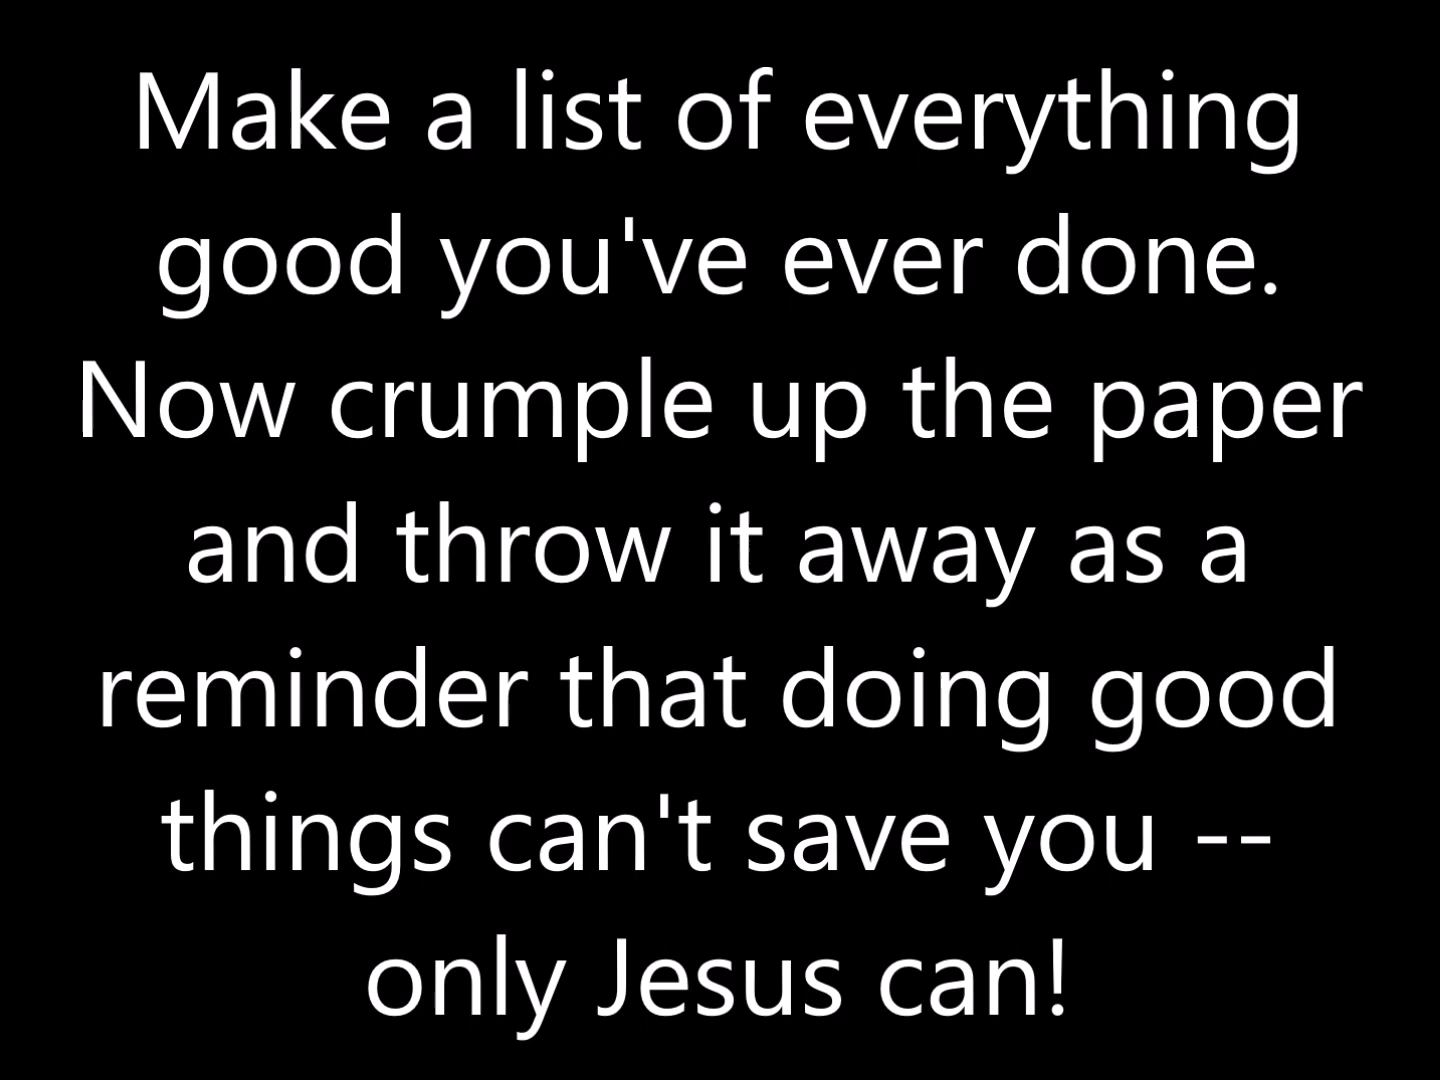 Make a list of everything
good you've ever done.
Now crumple up the paper
and throw it away as a
reminder that doing good
things can't save you --
only Jesus can!